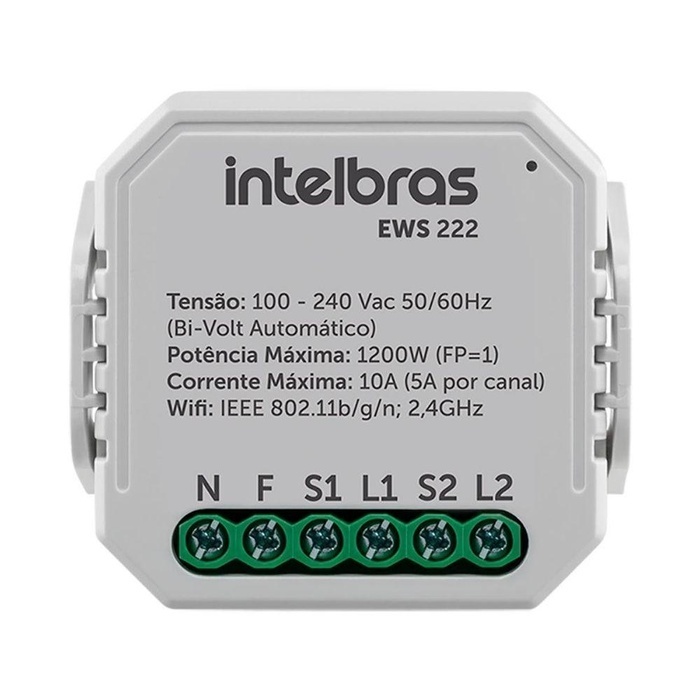 intelbras
EWS 222
Tensão: 100 - 240 Vac 50/60Hz
(Bi-Volt Automático)
Potência Máxima: 1200W (FP=1)
Corrente Máxima: 10A (5A por canal)
Wifi: IEEE 802.11b/g/n; 2,4GHz
N F S1 L1 S2 L2